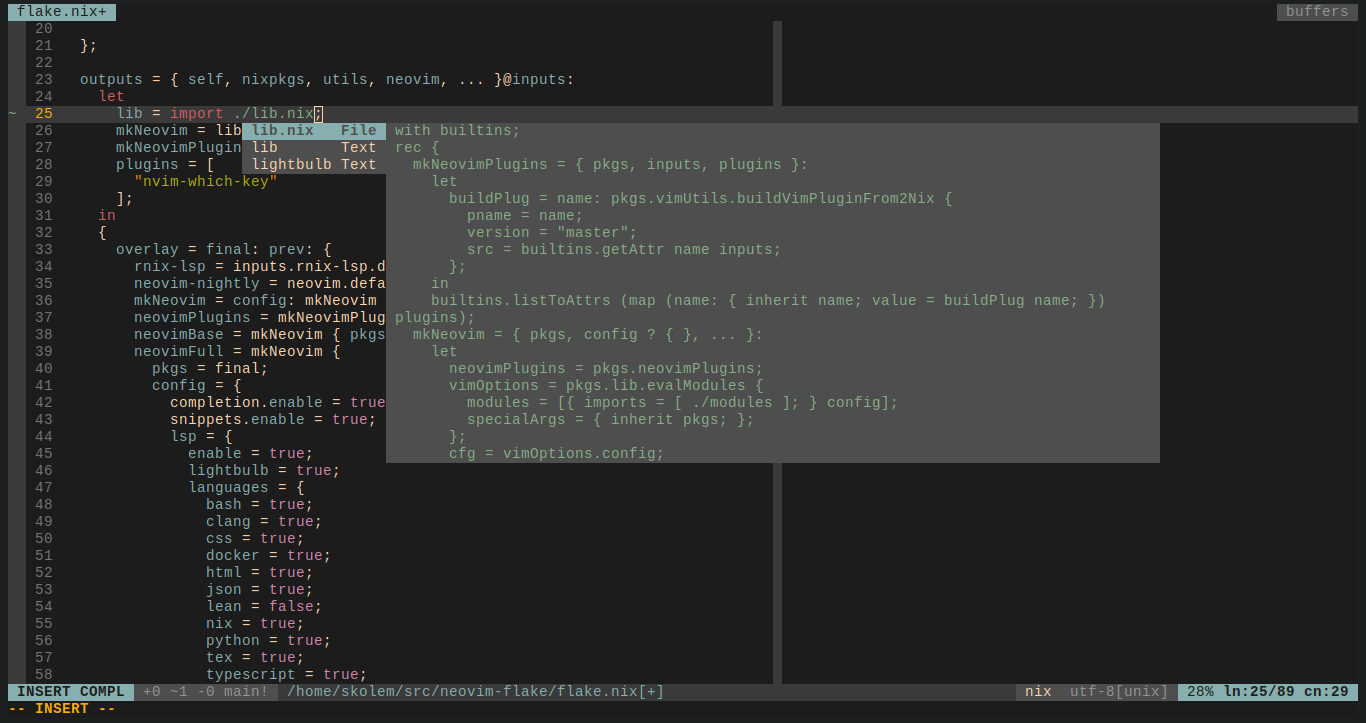 flake.nix+ buffers
20
21 };
22
23 outputs = { self, nixpkgs, utils, neovim, ... }@inputs:
24 let
~ 25 lib = import ./lib.nix;
26 mkNeovim = lib lib.nix File with builtins;
27 mkNeovimPlugin lib Text rec {
28 plugins = [ lightbulb Text mkNeovimPlugins = { pkgs, inputs, plugins }:
29 "nvim-which-key" let
30 ]; buildPlug = name: pkgs.vimUtils.buildVimPluginFrom2Nix {
31 in pname = name;
32 { version = "master";
33 overlay = final: prev: { src = builtins.getAttr name inputs;
34 rnix-lsp = inputs.rnix-lsp.d };
35 neovim-nightly = neovim.defa in
36 mkNeovim = config: mkNeovim builtins.listToAttrs (map (name: { inherit name; value = buildPlug name; })
37 neovimPlugins = mkNeovimPlug plugins);
38 neovimBase = mkNeovim { pkgs mkNeovim = { pkgs, config ? { }, ... }:
39 neovimFull = mkNeovim { let
40 pkgs = final; neovimPlugins = pkgs.neovimPlugins;
41 config = { vimOptions = pkgs.lib.evalModules {
42 completion.enable = true modules = [{ imports = [ ./modules ]; } config];
43 snippets.enable = true; specialArgs = { inherit pkgs; };
44 lsp = { };
45 enable = true; cfg = vimOptions.config;
46 lightbulb = true;
47 languages = {
48 bash = true;
49 clang = true;
50 css = true;
51 docker = true;
52 html = true;
53 json = true;
54 lean = false;
55 nix = true;
56 python = true;
57 tex = true;
58 typescript = true;
INSERT COMPL +0 ~1 -0 main! /home/skolem/src/neovim-flake/flake.nix[+] nix utf-8[unix] 28% ln:25/89 cn:29
-- INSERT --